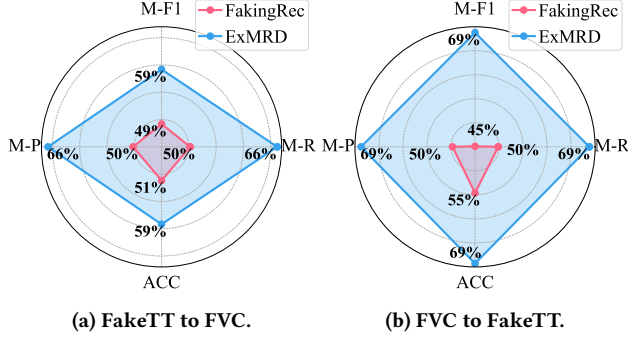 M-F1
FakingRec
ExMRD
59%
49%
M-P
66%
50%
50%
66%
M-R
51%
59%
ACC
(a) FakeTT to FVC.
M-F1
FakingRec
ExMRD
69%
45%
M-P
69%
50%
50%
69%
M-R
55%
69%
ACC
(b) FVC to FakeTT.